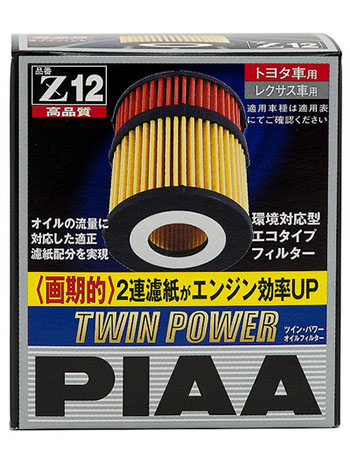 PIAA
品番
Z12
高品質
トヨタ車用
レクサス車用
適用車種は適用表
にてご確認ください
オイルの流量に
対応した適正
濾紙配分を実現
環境対応型
エコタイプ
フィルター
〈画期的〉2連濾紙がエンジン効率UP
TWIN POWER
ツイン・パワー
オイルフィルター
PIAA